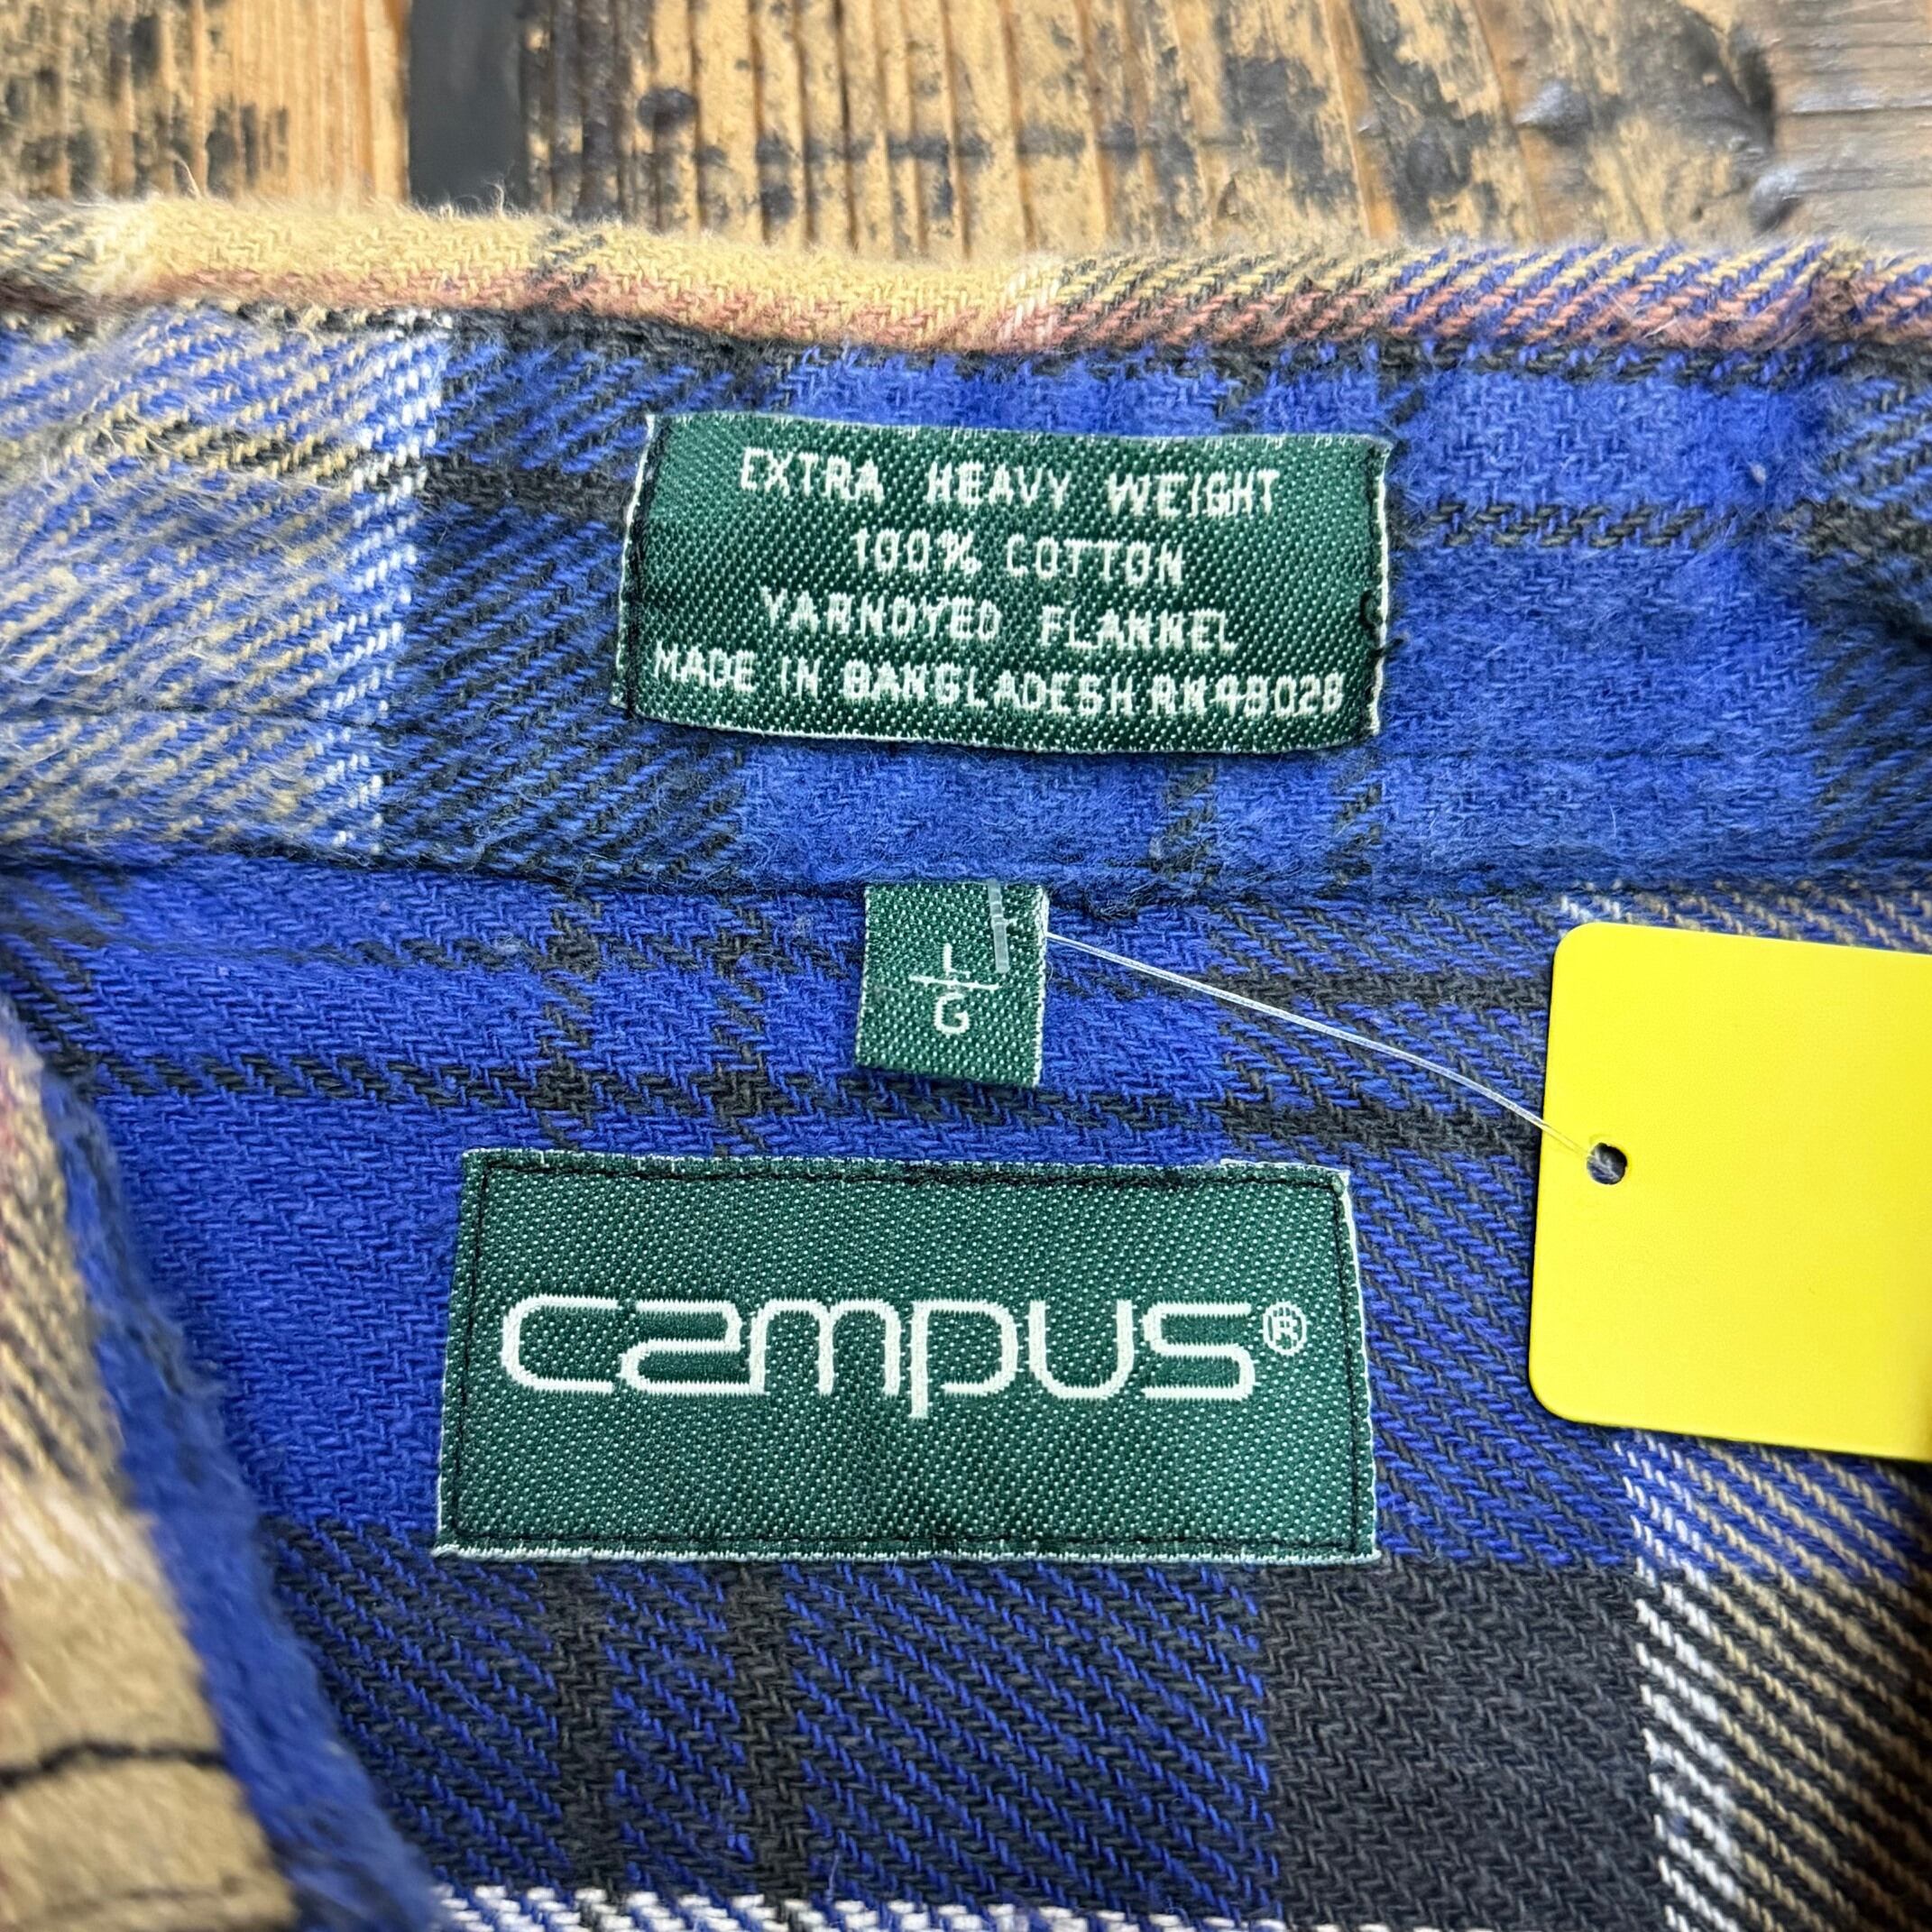 EXTRA HEAVY WEIGHT
100% COTTON
YARNDYED FLANNEL
MADE IN BANGLADESH RN48028
L
G
campus®